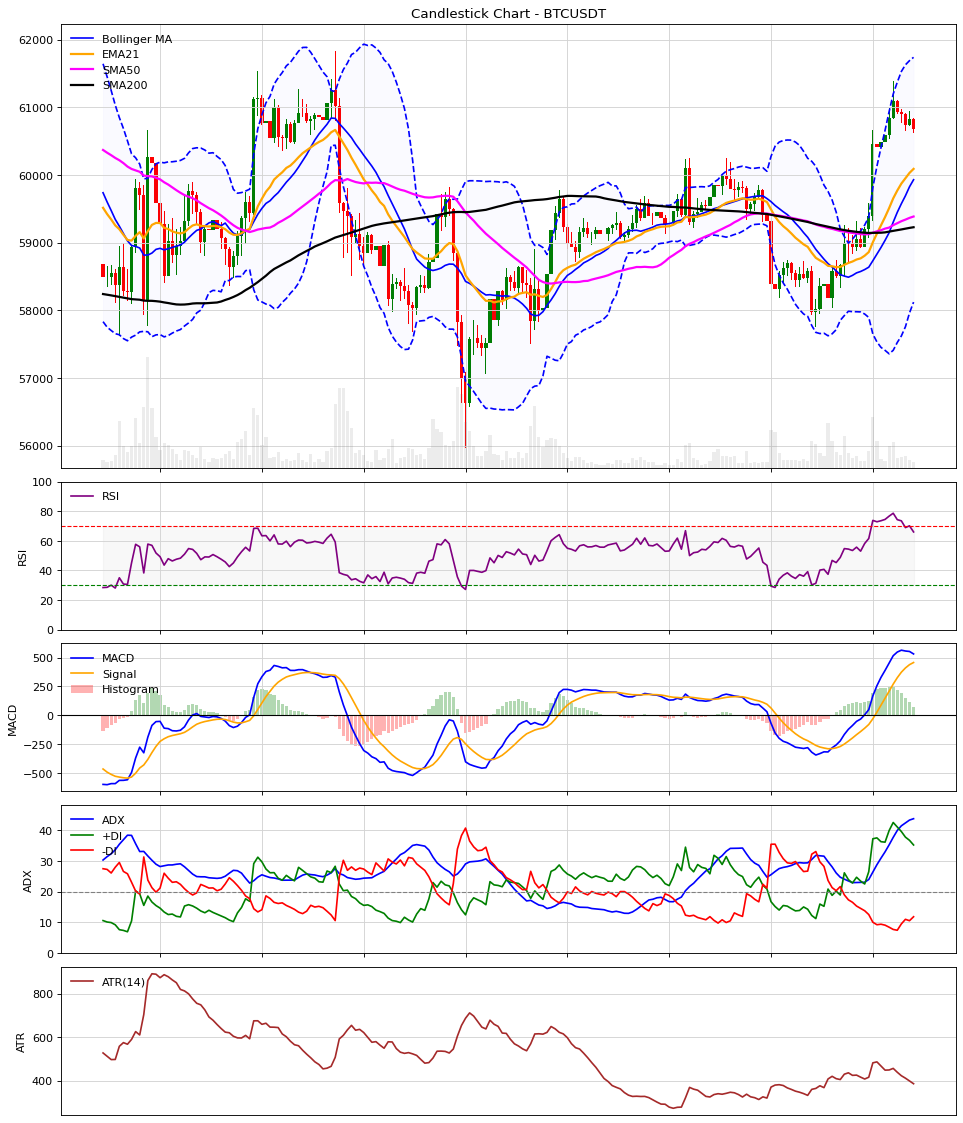 Candlestick Chart - BTCUSDT
Bollinger MA
EMA21
SMA50
SMA200
62000
61000
60000
59000
58000
57000
56000
RSI
RSI
100
80
60
40
20
0
MACD
Signal
Histogram
MACD
500
250
0
−250
−500
ADX
+DI
-DI
ADX
40
30
20
10
0
ATR(14)
ATR
800
600
400